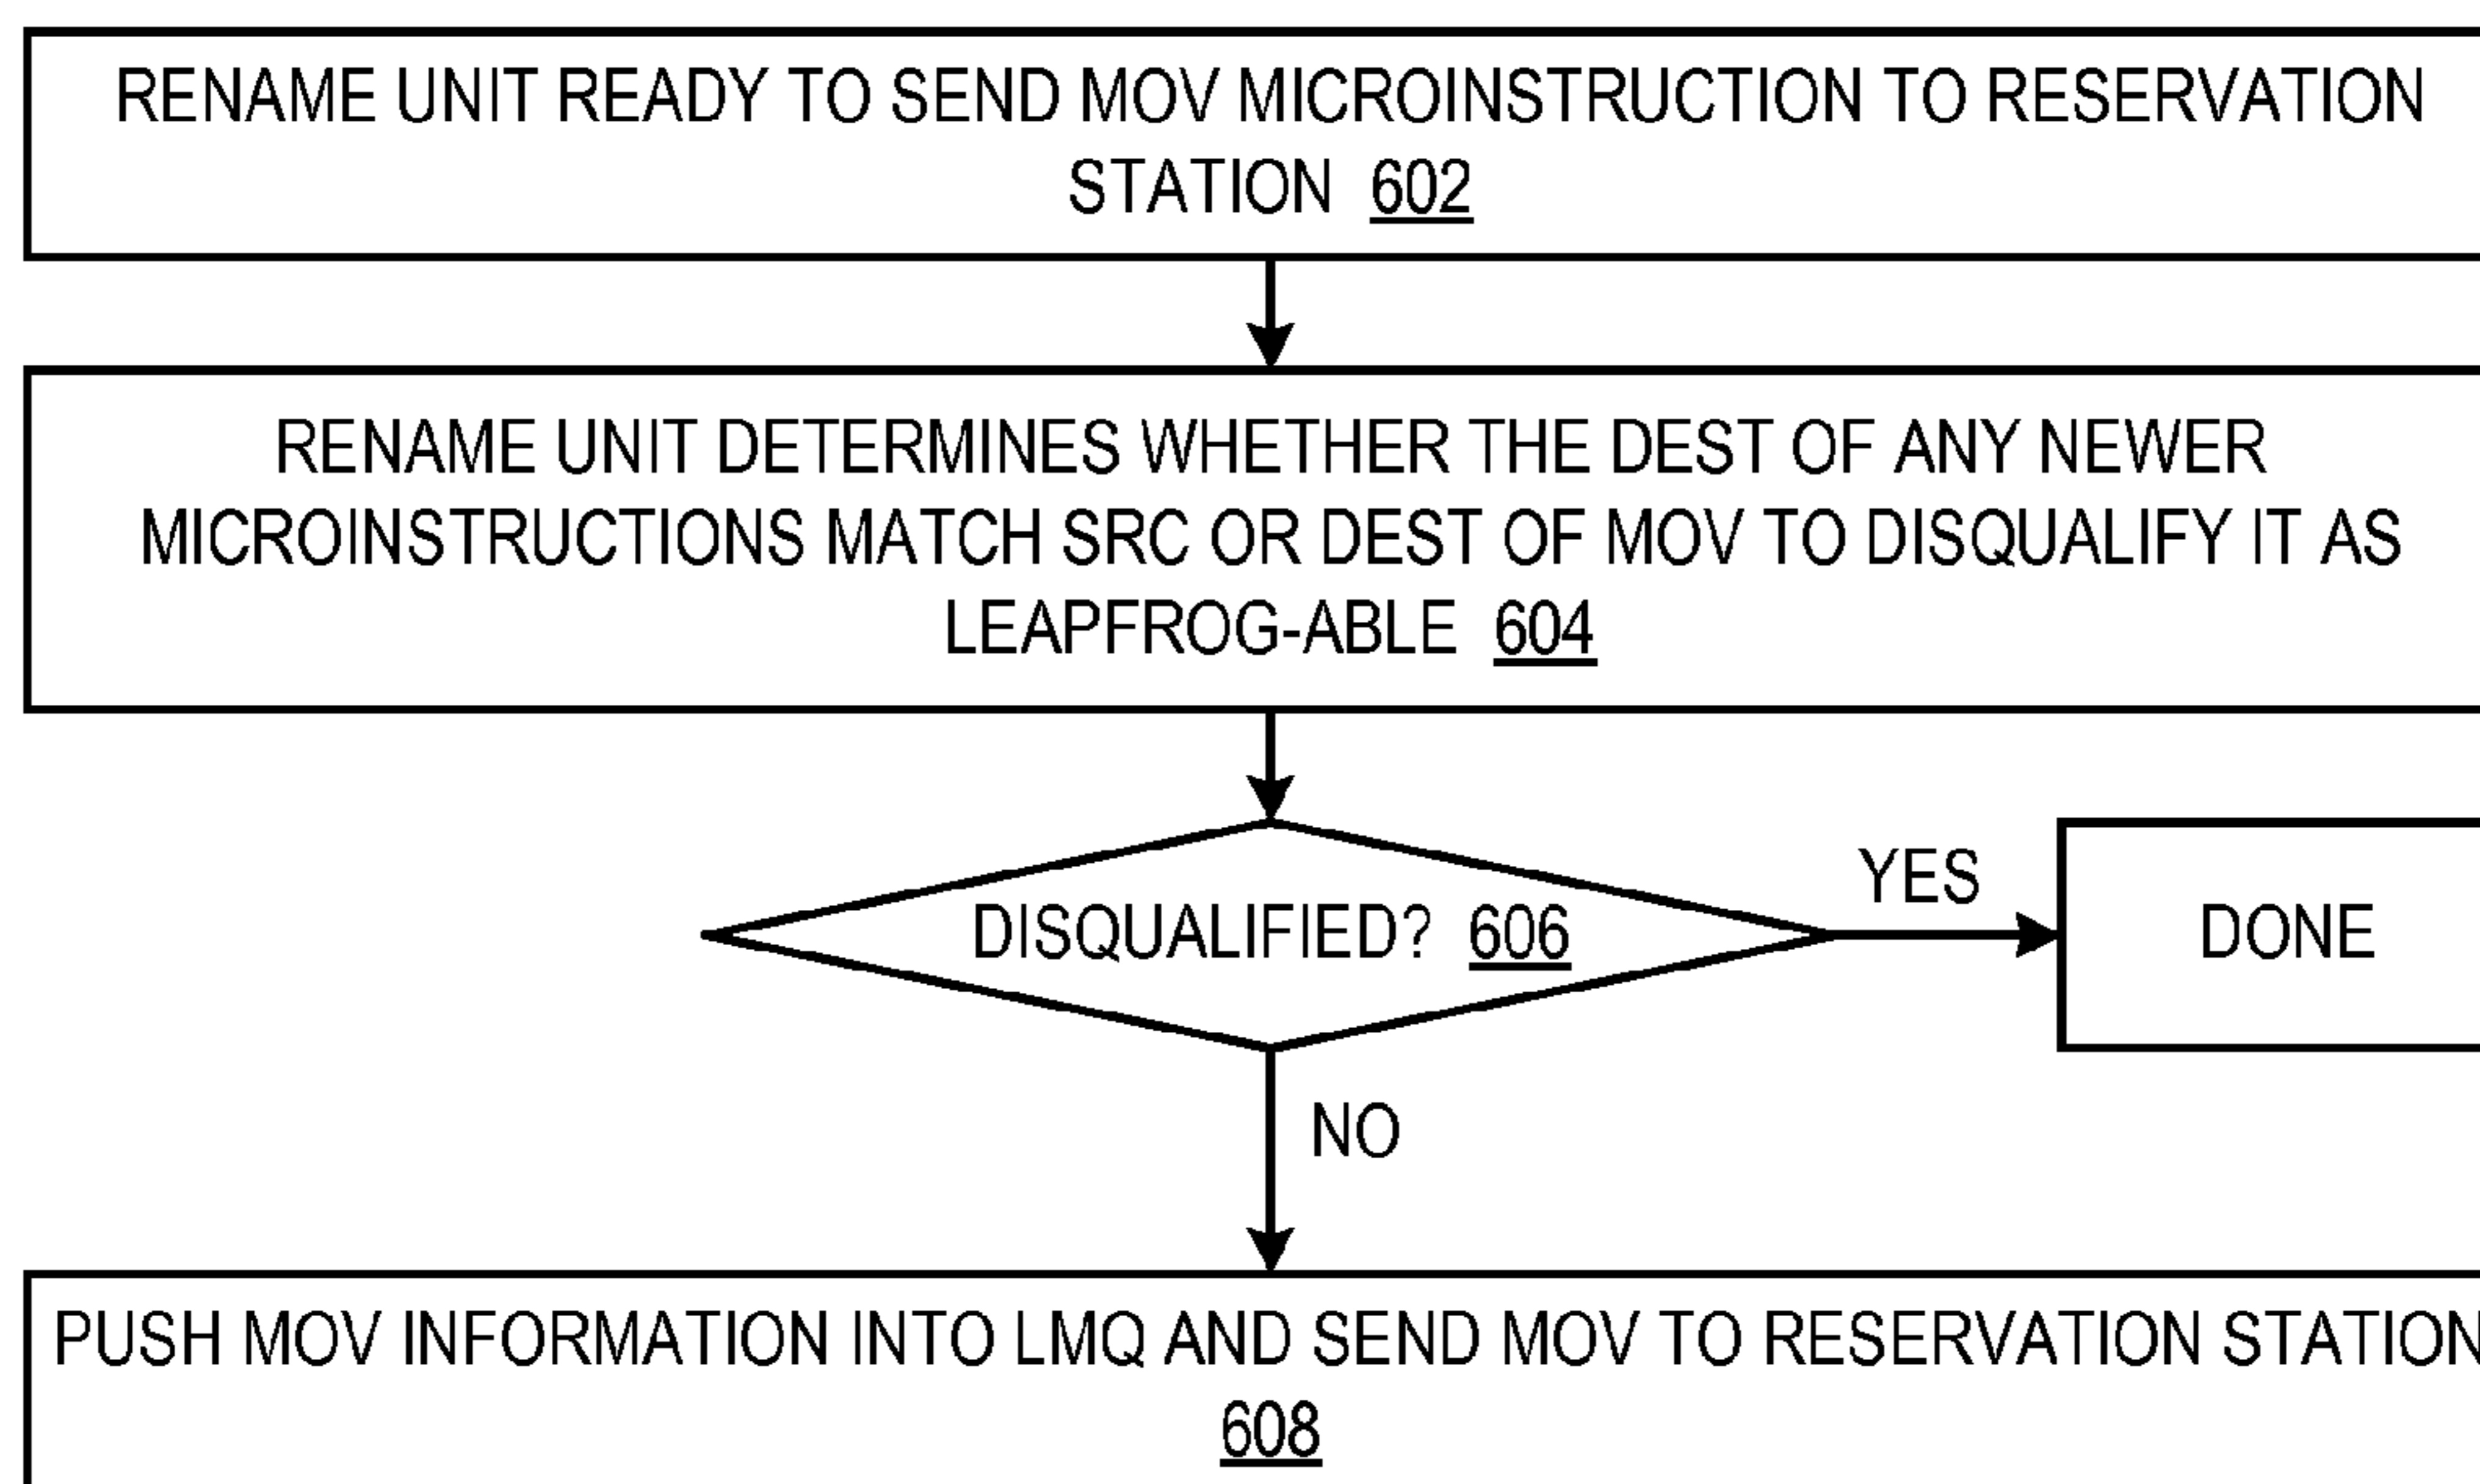 RENAME UNIT READY TO SEND MOV MICROINSTRUCTION TO RESERVATION
STATION 602
RENAME UNIT DETERMINES WHETHER THE DEST OF ANY NEWER
MICROINSTRUCTIONS MATCH SRC OR DEST OF MOV TO DISQUALIFY IT AS
LEAPFROG-ABLE 604
YES
DISQUALIFIED? 606
DONE
NO
PUSH MOV INFORMATION INTO LMQ AND SEND MOV TO RESERVATION STATION
608